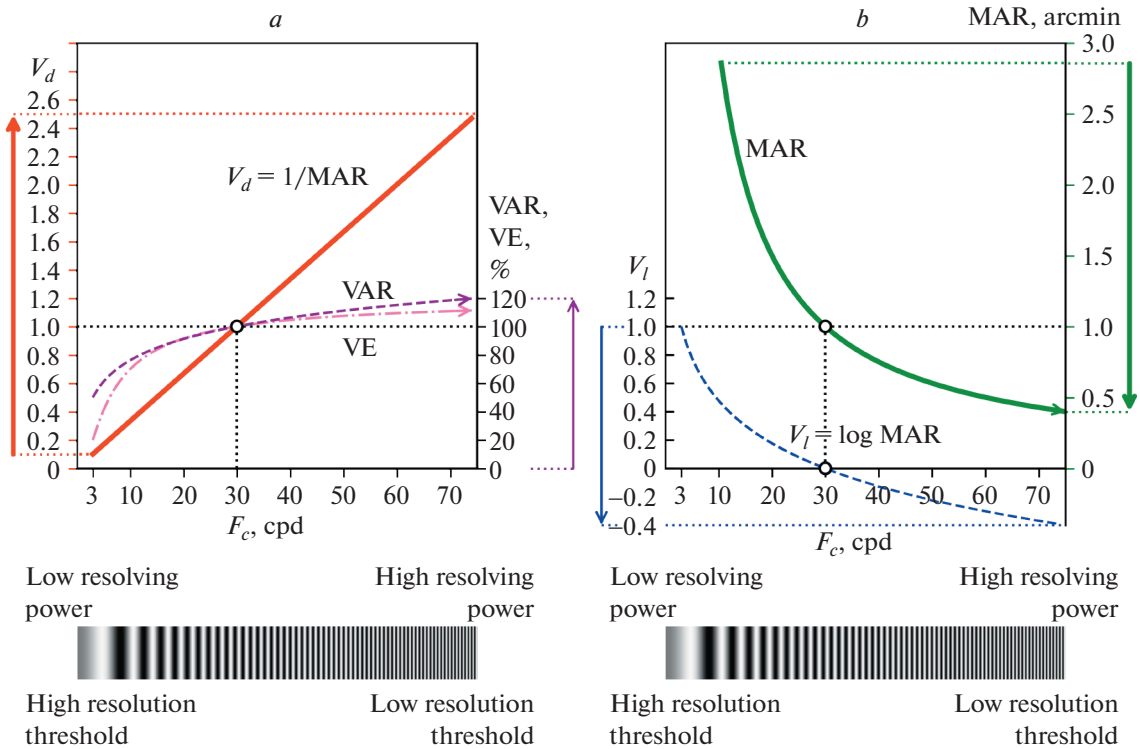 a
V_d
2.6
2.4
2.2
2.0
1.8
1.6
1.4
1.2
1.0
0.8
0.6
0.4
0.2
0
V_d = 1/MAR
VAR,
VE,
%
120
100
80
60
40
20
0
VAR
VE
3 10 20 30 40 50 60 70
F_c, cpd
Low resolving
power
High resolving
power
High resolution
threshold
Low resolution
threshold
b
MAR, arcmin
3.0
2.5
2.0
1.5
1.0
0.5
0
MAR
V_l
1.2
1.0
0.8
0.6
0.4
0.2
0
−0.2
−0.4
V_l = log MAR
3 10 20 30 40 50 60 70
F_c, cpd
Low resolving
power
High resolving
power
High resolution
threshold
Low resolution
threshold